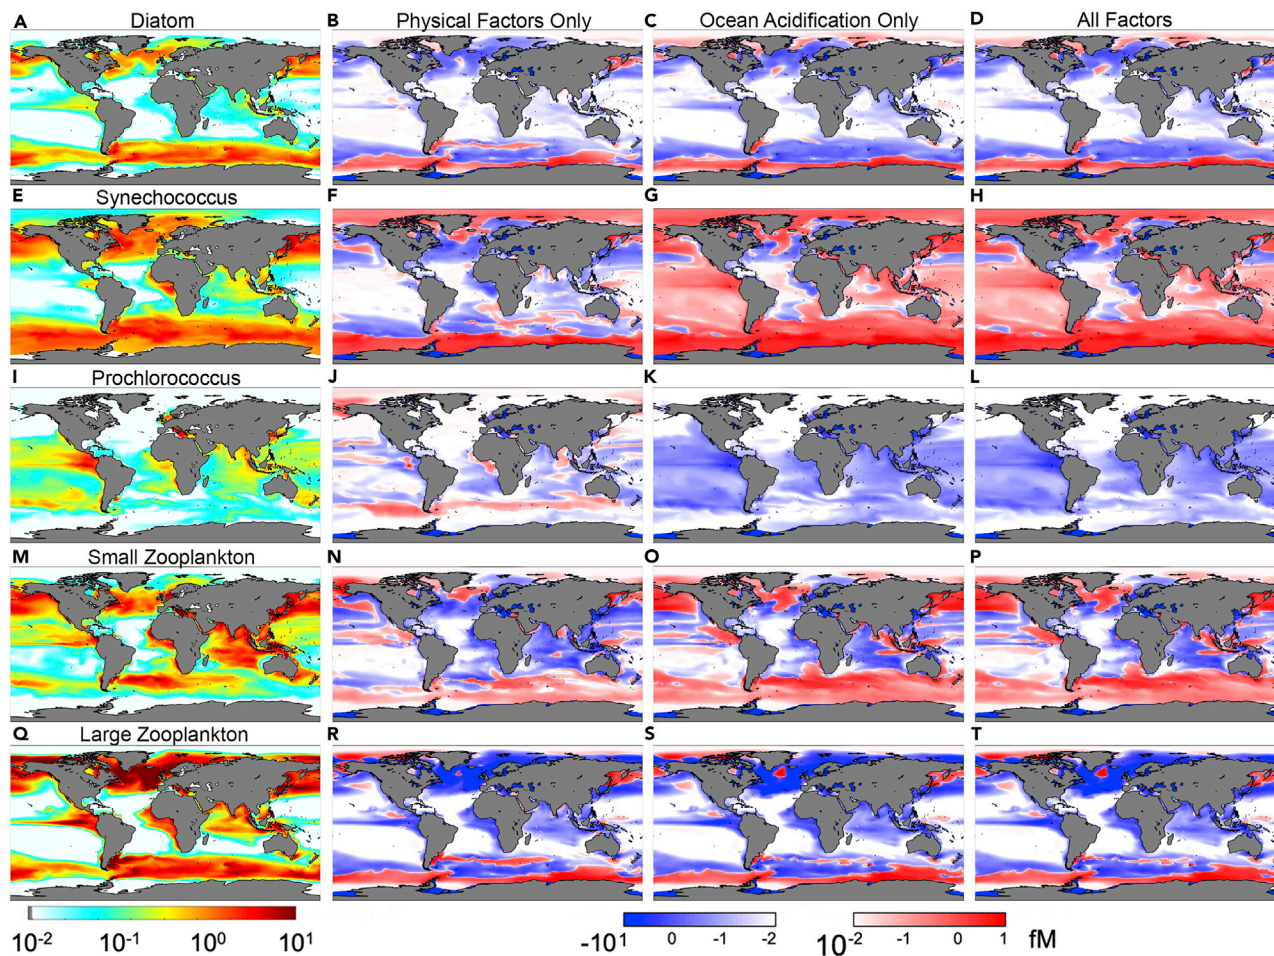 A Diatom B Physical Factors Only C Ocean Acidification Only D All Factors
E Synechococcus F G H
I Prochlorococcus J K L
M Small Zooplankton N O P
Q Large Zooplankton R S T
10-2 10-1 100 101 -101 0 -1 -2 10-2 -1 0 1 fM